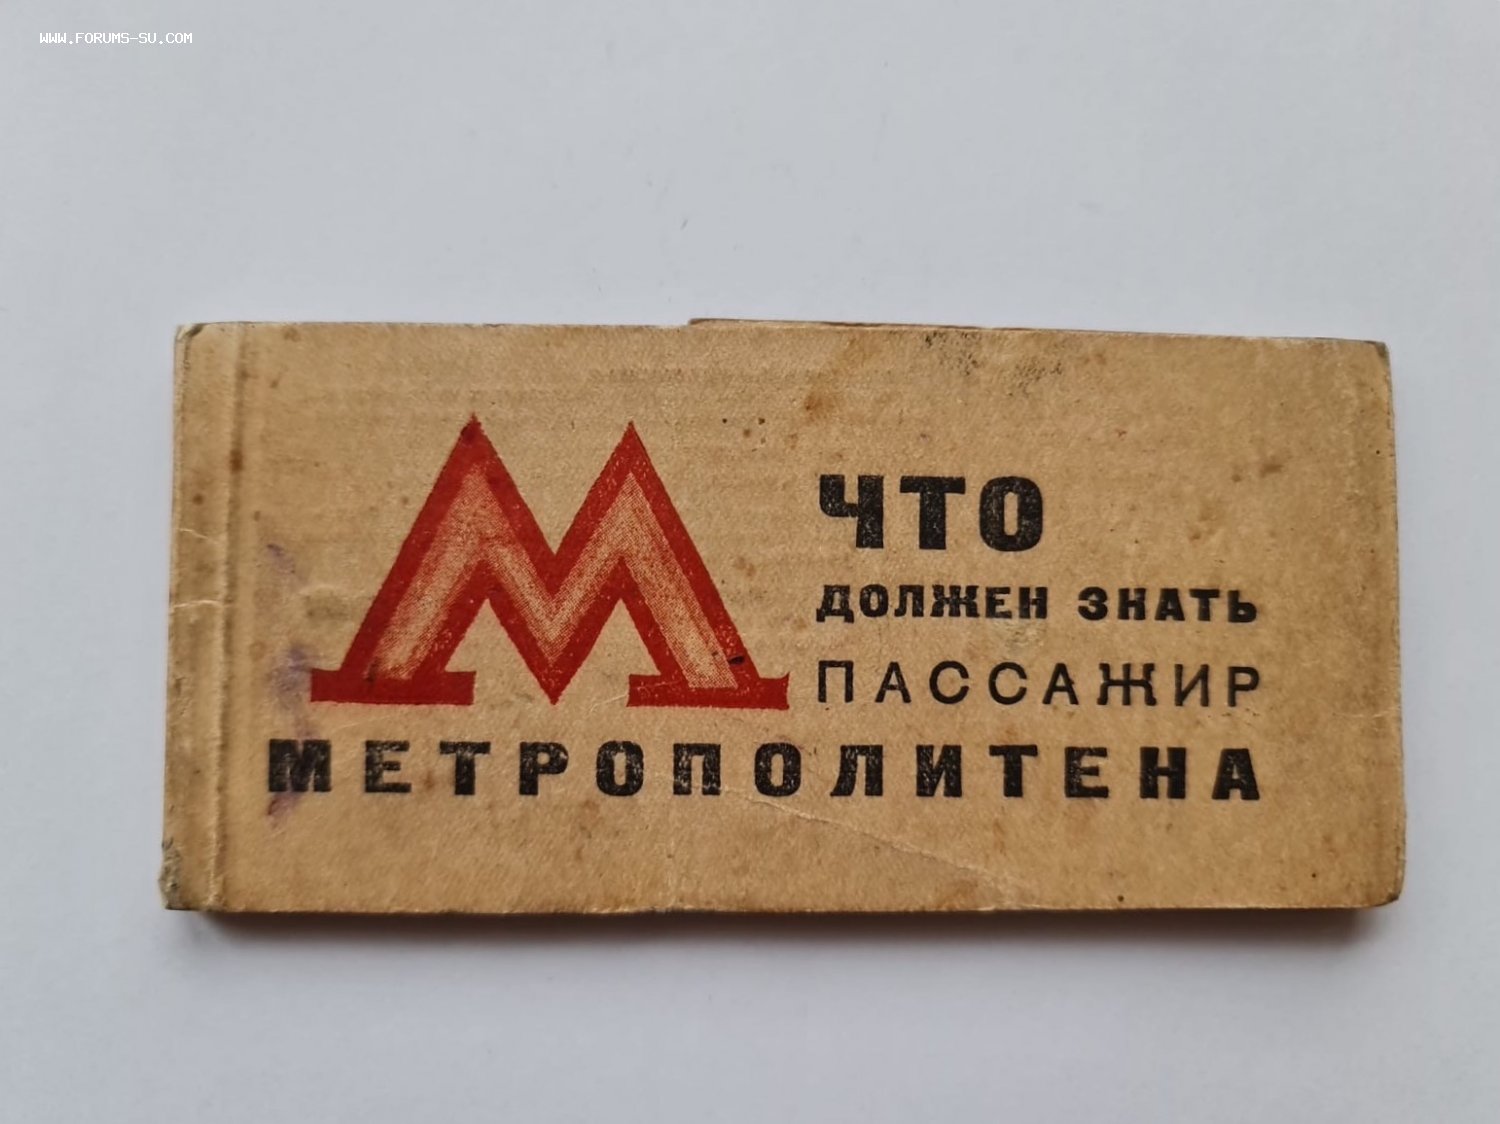 WWW.FORUMS-SU.COM
М
ЧТО
ДОЛЖЕН ЗНАТЬ
ПАССАЖИР
МЕТРОПОЛИТЕНА